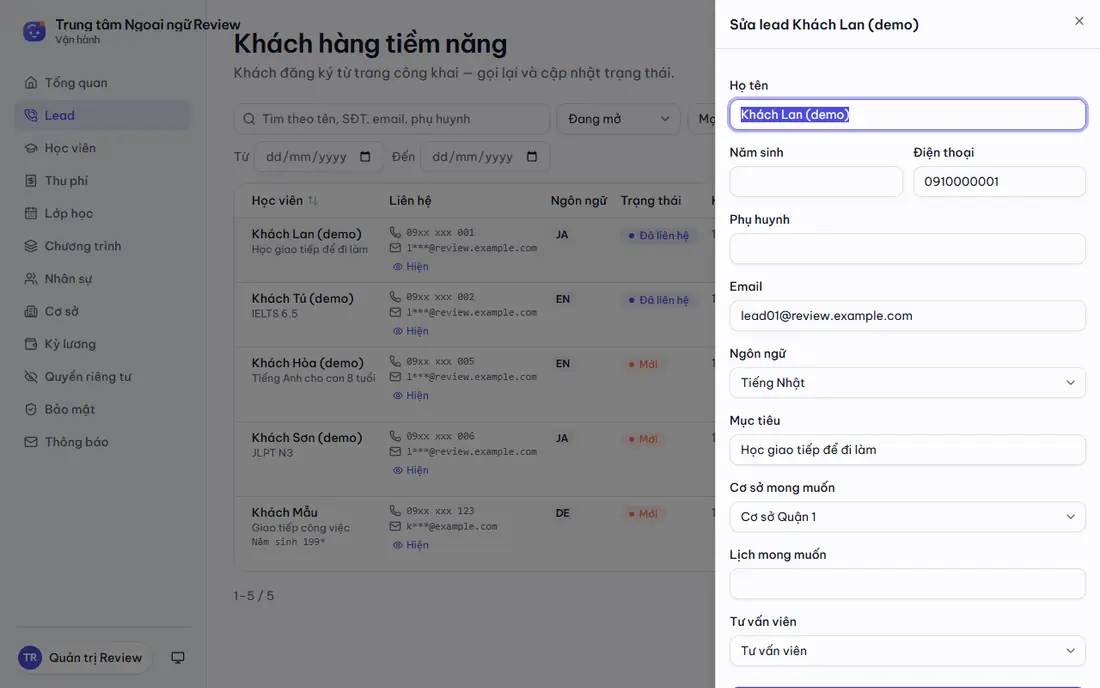 Trung tâm Ngoại ngữ Review
Vận hành
Tổng quan
Lead
Học viên
Thu phí
Lớp học
Chương trình
Nhân sự
Cơ sở
Kỳ lương
Quyền riêng tư
Bảo mật
Thông báo
TR
Quản trị Review
Khách hàng tiềm năng
Khách đăng ký từ trang công khai — gọi lại và cập nhật trạng thái.
Tìm theo tên, SĐT, email, phụ huynh
Đang mở
Từ dd/mm/yyyy Đến dd/mm/yyyy
Học viên Liên hệ Ngôn ngữ Trạng thái
Khách Lan (demo) 09xx xxx 001 JA Đã liên hệ
Học giao tiếp để đi làm 1***@review.example.com
Hiện
Khách Tú (demo) 09xx xxx 002 EN Đã liên hệ
IELTS 6.5 1***@review.example.com
Hiện
Khách Hòa (demo) 09xx xxx 005 EN Mới
Tiếng Anh cho con 8 tuổi 1***@review.example.com
Hiện
Khách Sơn (demo) 09xx xxx 006 JA Mới
JLPT N3 1***@review.example.com
Hiện
Khách Mẫu 09xx xxx 123 DE Mới
Giao tiếp công việc k***@example.com
Năm sinh 199* Hiện
1–5 / 5
Sửa lead Khách Lan (demo)
Họ tên
Khách Lan (demo)
Năm sinh Điện thoại
0910000001
Phụ huynh
Email
lead01@review.example.com
Ngôn ngữ
Tiếng Nhật
Mục tiêu
Học giao tiếp để đi làm
Cơ sở mong muốn
Cơ sở Quận 1
Lịch mong muốn
Tư vấn viên
Tư vấn viên